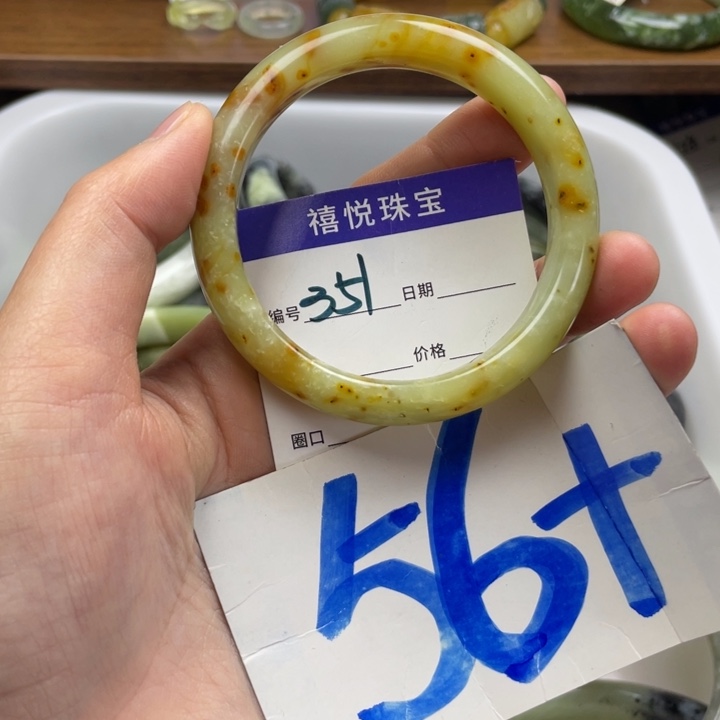 禧悦珠宝
编号 351 日期
价格
圈口
56+